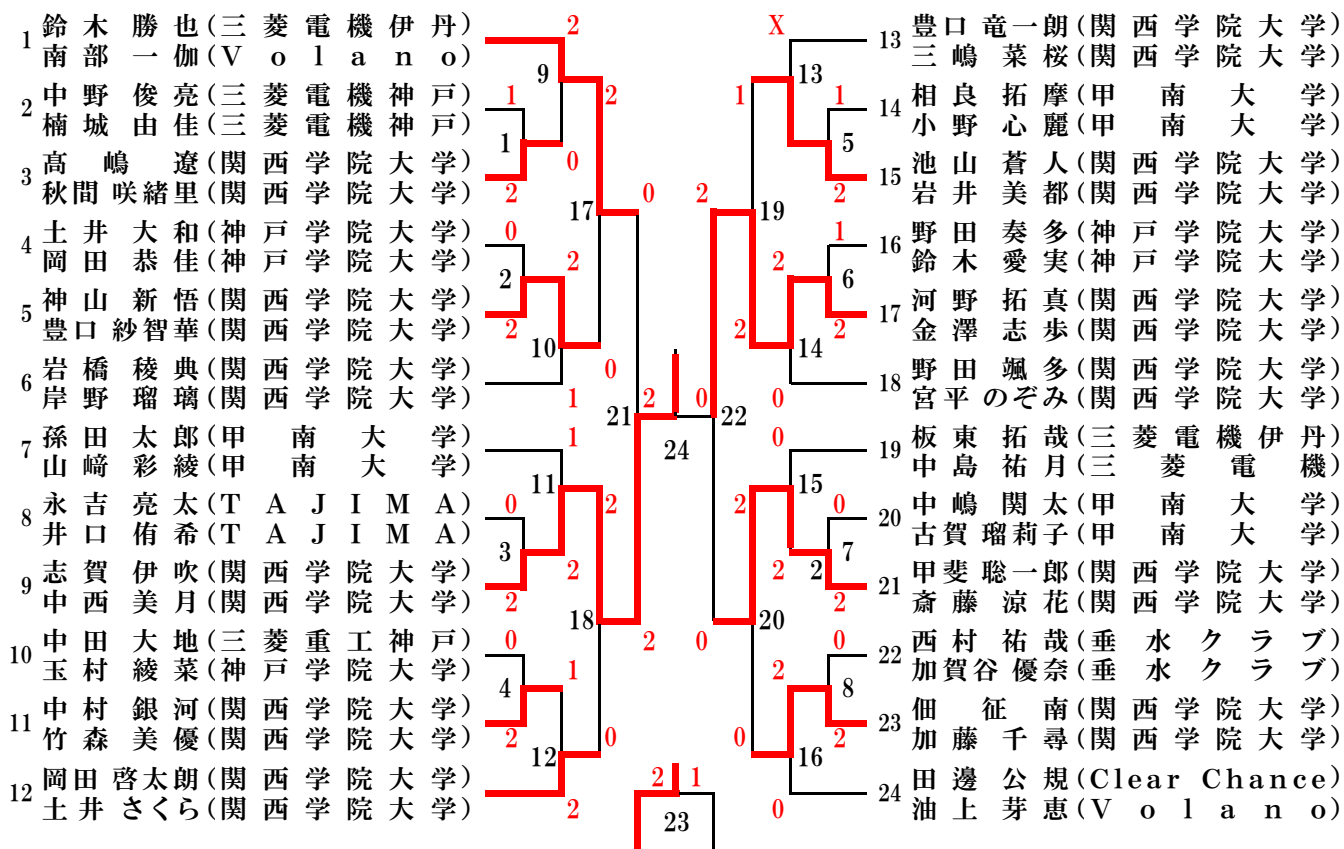 1 鈴木 勝也(三菱電機伊丹)
南部 一伽(Volano)
2 中野 俊亮(三菱電機神戸)
楠城 由佳(三菱電機神戸)
3 髙嶋 遼(関西学院大学)
秋間 咲緒里(関西学院大学)
4 土井 大和(神戸学院大学)
岡田 恭佳(神戸学院大学)
5 神山 新悟(関西学院大学)
豊口 紗智華(関西学院大学)
6 岩橋 稜典(関西学院大学)
岸野 瑠璃(関西学院大学)
7 孫田 太郎(甲南大学)
山﨑 彩綾(甲南大学)
8 永吉 亮太(TAJIMA)
井口 侑希(TAJIMA)
9 志賀 伊吹(関西学院大学)
中西 美月(関西学院大学)
10 中田 大地(三菱重工神戸)
玉村 綾菜(神戸学院大学)
11 中村 銀河(関西学院大学)
竹森 美優(関西学院大学)
12 岡田 啓太朗(関西学院大学)
土井 さくら(関西学院大学)
2
9
2
1
1
0
2
17
0
0
2
2
2
10
0
1
21
2
1
11
2
0
3
2
2
18
2
0
4
1
2
12
0
2
24
2 1
23
X
13
1
1
5
2
2
19
1
2
6
2
2
14
0
0
22
0
15
2
0
7
2
2
2
20
0
0
2
8
0
2
16
0
13 豊口 竜一朗(関西学院大学)
三嶋 菜桜(関西学院大学)
14 相良 拓摩(甲南大学)
小野 心麗(甲南大学)
15 池山 蒼人(関西学院大学)
岩井 美都(関西学院大学)
16 野田 奏多(神戸学院大学)
鈴木 愛実(神戸学院大学)
17 河野 拓真(関西学院大学)
金澤 志歩(関西学院大学)
18 野田 颯多(関西学院大学)
宮平 のぞみ(関西学院大学)
19 板東 拓哉(三菱電機伊丹)
中島 祐月(三菱電機)
20 中嶋 関太(甲南大学)
古賀 瑠莉子(甲南大学)
21 甲斐 聡一郎(関西学院大学)
斎藤 涼花(関西学院大学)
22 西村 祐哉(垂水クラブ)
加賀谷 優奈(垂水クラブ)
23 佃 征南(関西学院大学)
加藤 千尋(関西学院大学)
24 田邊 公規(Clear Chance)
油上 芽恵(Volano)